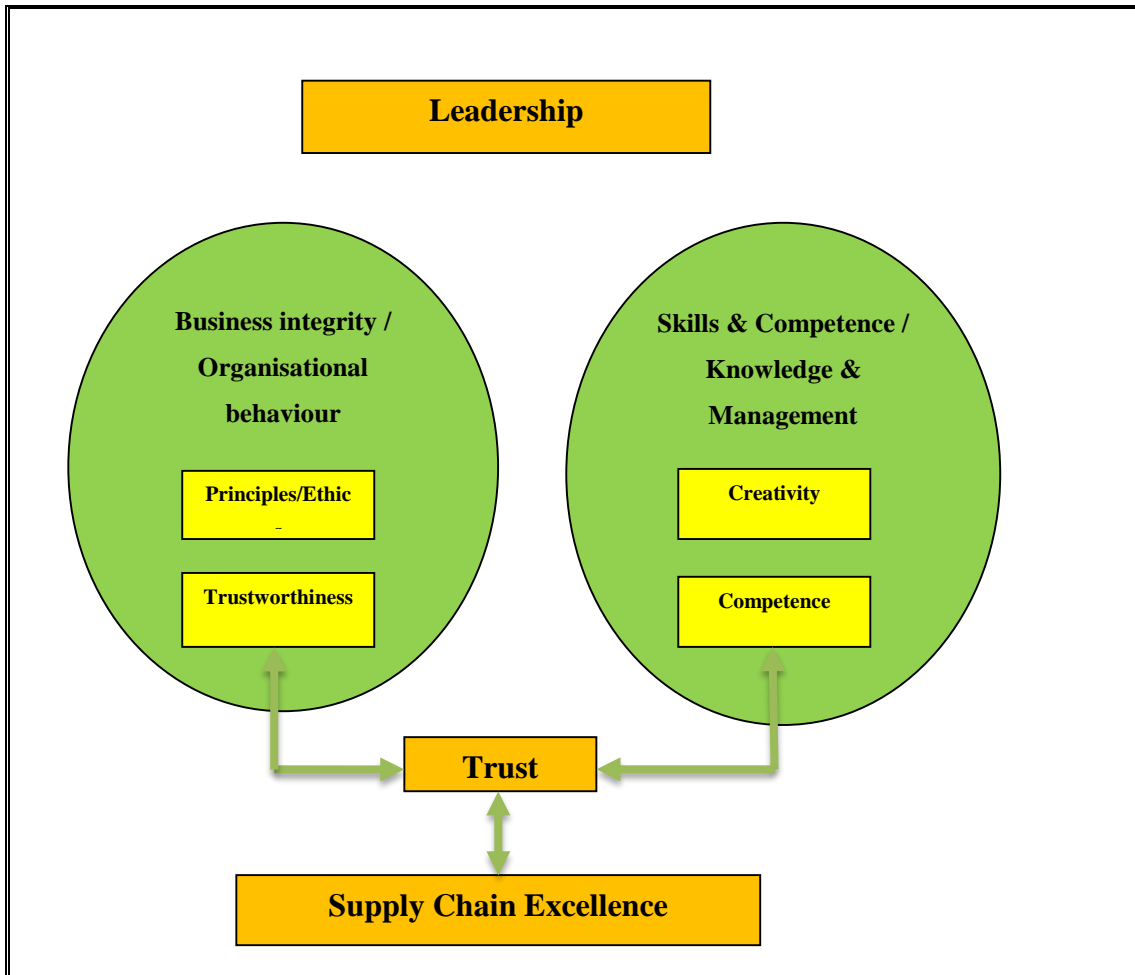 Leadership
Business integrity /
Organisational
behaviour
Principles/Ethic
Trustworthiness
Skills & Competence /
Knowledge &
Management
Creativity
Competence
Trust
Supply Chain Excellence